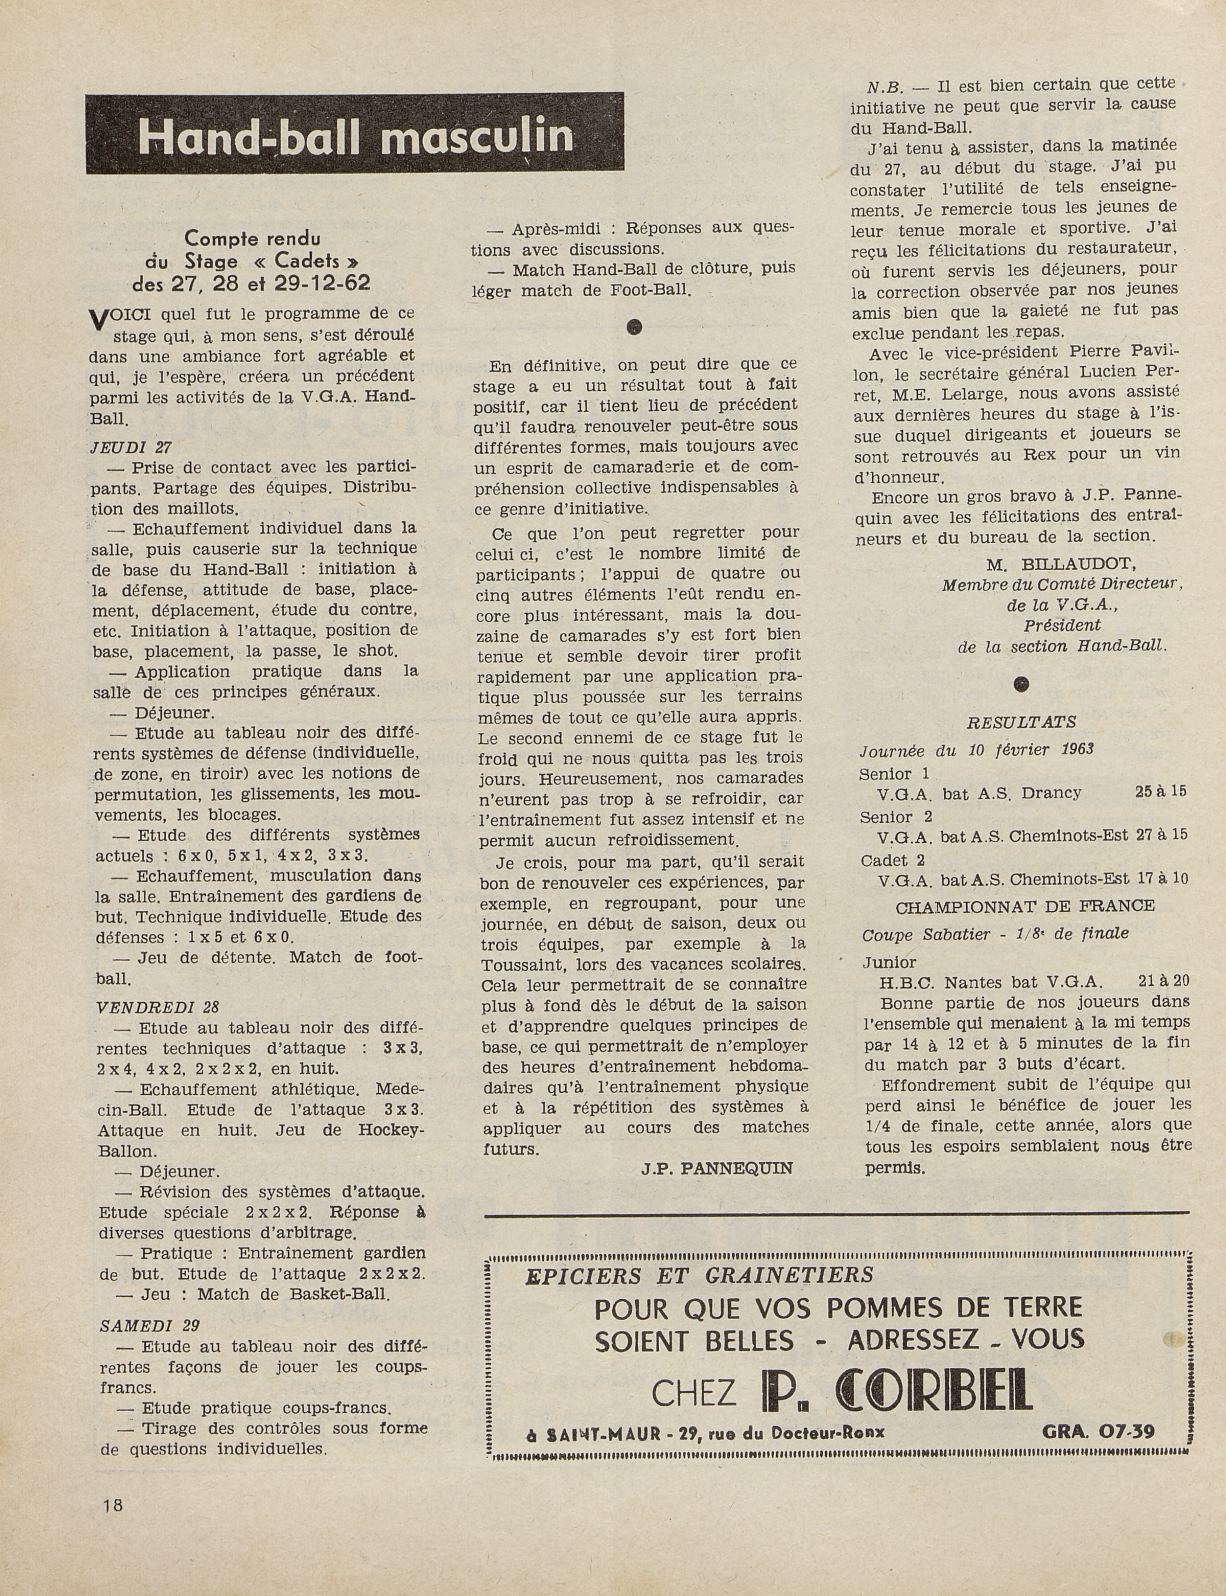 Hand-ball masculin
Compte rendu
du Stage « Cadets »
des 27, 28 et 29-12-62
VOICI quel fut le programme de ce
stage qui, à mon sens, s'est déroulé
dans une ambiance fort agréable et
qui, je l'espère, créera un précédent
parmi les activités de la V.G.A. Hand-
Ball.
JEUDI 27
— Prise de contact avec les partici-
pants. Partage des équipes. Distribu-
tion des maillots.
— Echauffement individuel dans la
salle, puis causerie sur la technique
de base du Hand-Ball : initiation à
la défense, attitude de base, place-
ment, déplacement, étude du contre,
etc. Initiation à l'attaque, position de
base, placement, la passe, le shot.
— Application pratique dans la
salle de ces principes généraux.
— Déjeuner.
— Etude au tableau noir des diffé-
rents systèmes de défense (individuelle,
de zone, en tiroir) avec les notions de
permutation, les glissements, les mou-
vements, les blocages.
— Etude des différents systèmes
actuels : 6 x 0, 5 x 1, 4 x 2, 3 x 3.
— Echauffement, musculation dans
la salle. Entraînement des gardiens de
but. Technique individuelle. Etude des
défenses : 1 x 5 et 6 x 0.
— Jeu de détente. Match de foot-
ball.
VENDREDI 28
— Etude au tableau noir des diffé-
rentes techniques d'attaque : 3 x 3,
2 x 4, 4 x 2, 2 x 2 x 2, en huit.
— Echauffement athlétique. Mede-
cin-Ball. Etude de l'attaque 3 x 3.
Attaque en huit. Jeu de Hockey-
Ballon.
— Déjeuner.
— Révision des systèmes d'attaque.
Etude spéciale 2 x 2 x 2. Réponse à
diverses questions d'arbitrage.
— Pratique : Entraînement gardien
de but. Etude de l'attaque 2 x 2 x 2.
— Jeu : Match de Basket-Ball.
SAMEDI 29
— Etude au tableau noir des diffé-
rentes façons de jouer les coups-
francs.
— Etude pratique coups-francs.
— Tirage des contrôles sous forme
de questions individuelles.
— Après-midi : Réponses aux ques-
tions avec discussions.
— Match Hand-Ball de clôture, puis
léger match de Foot-Ball.
●
En définitive, on peut dire que ce
stage a eu un résultat tout à fait
positif, car il tient lieu de précédent
qu'il faudra renouveler peut-être sous
différentes formes, mais toujours avec
un esprit de camaraderie et de com-
préhension collective indispensables à
ce genre d'initiative.
Ce que l'on peut regretter pour
celui ci, c'est le nombre limité de
participants ; l'appui de quatre ou
cinq autres éléments l'eût rendu en-
core plus intéressant, mais la dou-
zaine de camarades s'y est fort bien
tenue et semble devoir tirer profit
rapidement par une application pra-
tique plus poussée sur les terrains
mêmes de tout ce qu'elle aura appris.
Le second ennemi de ce stage fut le
froid qui ne nous quitta pas les trois
jours. Heureusement, nos camarades
n'eurent pas trop à se refroidir, car
l'entraînement fut assez intensif et ne
permit aucun refroidissement.
Je crois, pour ma part, qu'il serait
bon de renouveler ces expériences, par
exemple, en regroupant, pour une
journée, en début de saison, deux ou
trois équipes, par exemple à la
Toussaint, lors des vacances scolaires.
Cela leur permettrait de se connaître
plus à fond dès le début de la saison
et d'apprendre quelques principes de
base, ce qui permettrait de n'employer
des heures d'entraînement hebdoma-
daires qu'à l'entraînement physique
et à la répétition des systèmes à
appliquer au cours des matches
futurs.
J.P. PANNEQUIN
N.B. — Il est bien certain que cette
initiative ne peut que servir la cause
du Hand-Ball.
J'ai tenu à assister, dans la matinée
du 27, au début du stage. J'ai pu
constater l'utilité de tels enseigne-
ments. Je remercie tous les jeunes de
leur tenue morale et sportive. J'ai
reçu les félicitations du restaurateur,
où furent servis les déjeuners, pour
la correction observée par nos jeunes
amis bien que la gaieté ne fut pas
exclue pendant les repas.
Avec le vice-président Pierre Pavil-
lon, le secrétaire général Lucien Per-
ret, M.E. Lelarge, nous avons assisté
aux dernières heures du stage à l'is-
sue duquel dirigeants et joueurs se
sont retrouvés au Rex pour un vin
d'honneur.
Encore un gros bravo à J.P. Panne-
quin avec les félicitations des entraî-
neurs et du bureau de la section.
M. BILLAUDOT,
Membre du Comité Directeur,
de la V.G.A.,
Président
de la section Hand-Ball.
●
RESULTATS
Journée du 10 février 1963
Senior 1
V.G.A. bat A.S. Drancy 25 à 15
Senior 2
V.G.A. bat A.S. Cheminots-Est 27 à 15
Cadet 2
V.G.A. bat A.S. Cheminots-Est 17 à 10
CHAMPIONNAT DE FRANCE
Coupe Sabatier - 1/8e de finale
Junior
H.B.C. Nantes bat V.G.A. 21 à 20
Bonne partie de nos joueurs dans
l'ensemble qui menaient à la mi temps
par 14 à 12 et à 5 minutes de la fin
du match par 3 buts d'écart.
Effondrement subit de l'équipe qui
perd ainsi le bénéfice de jouer les
1/4 de finale, cette année, alors que
tous les espoirs semblaient nous être
permis.
EPICIERS ET GRAINETIERS
POUR QUE VOS POMMES DE TERRE
SOIENT BELLES - ADRESSEZ - VOUS
CHEZ P. CORBEL
à SAINT-MAUR - 29, rue du Docteur-Roux GRA. 07-39
18